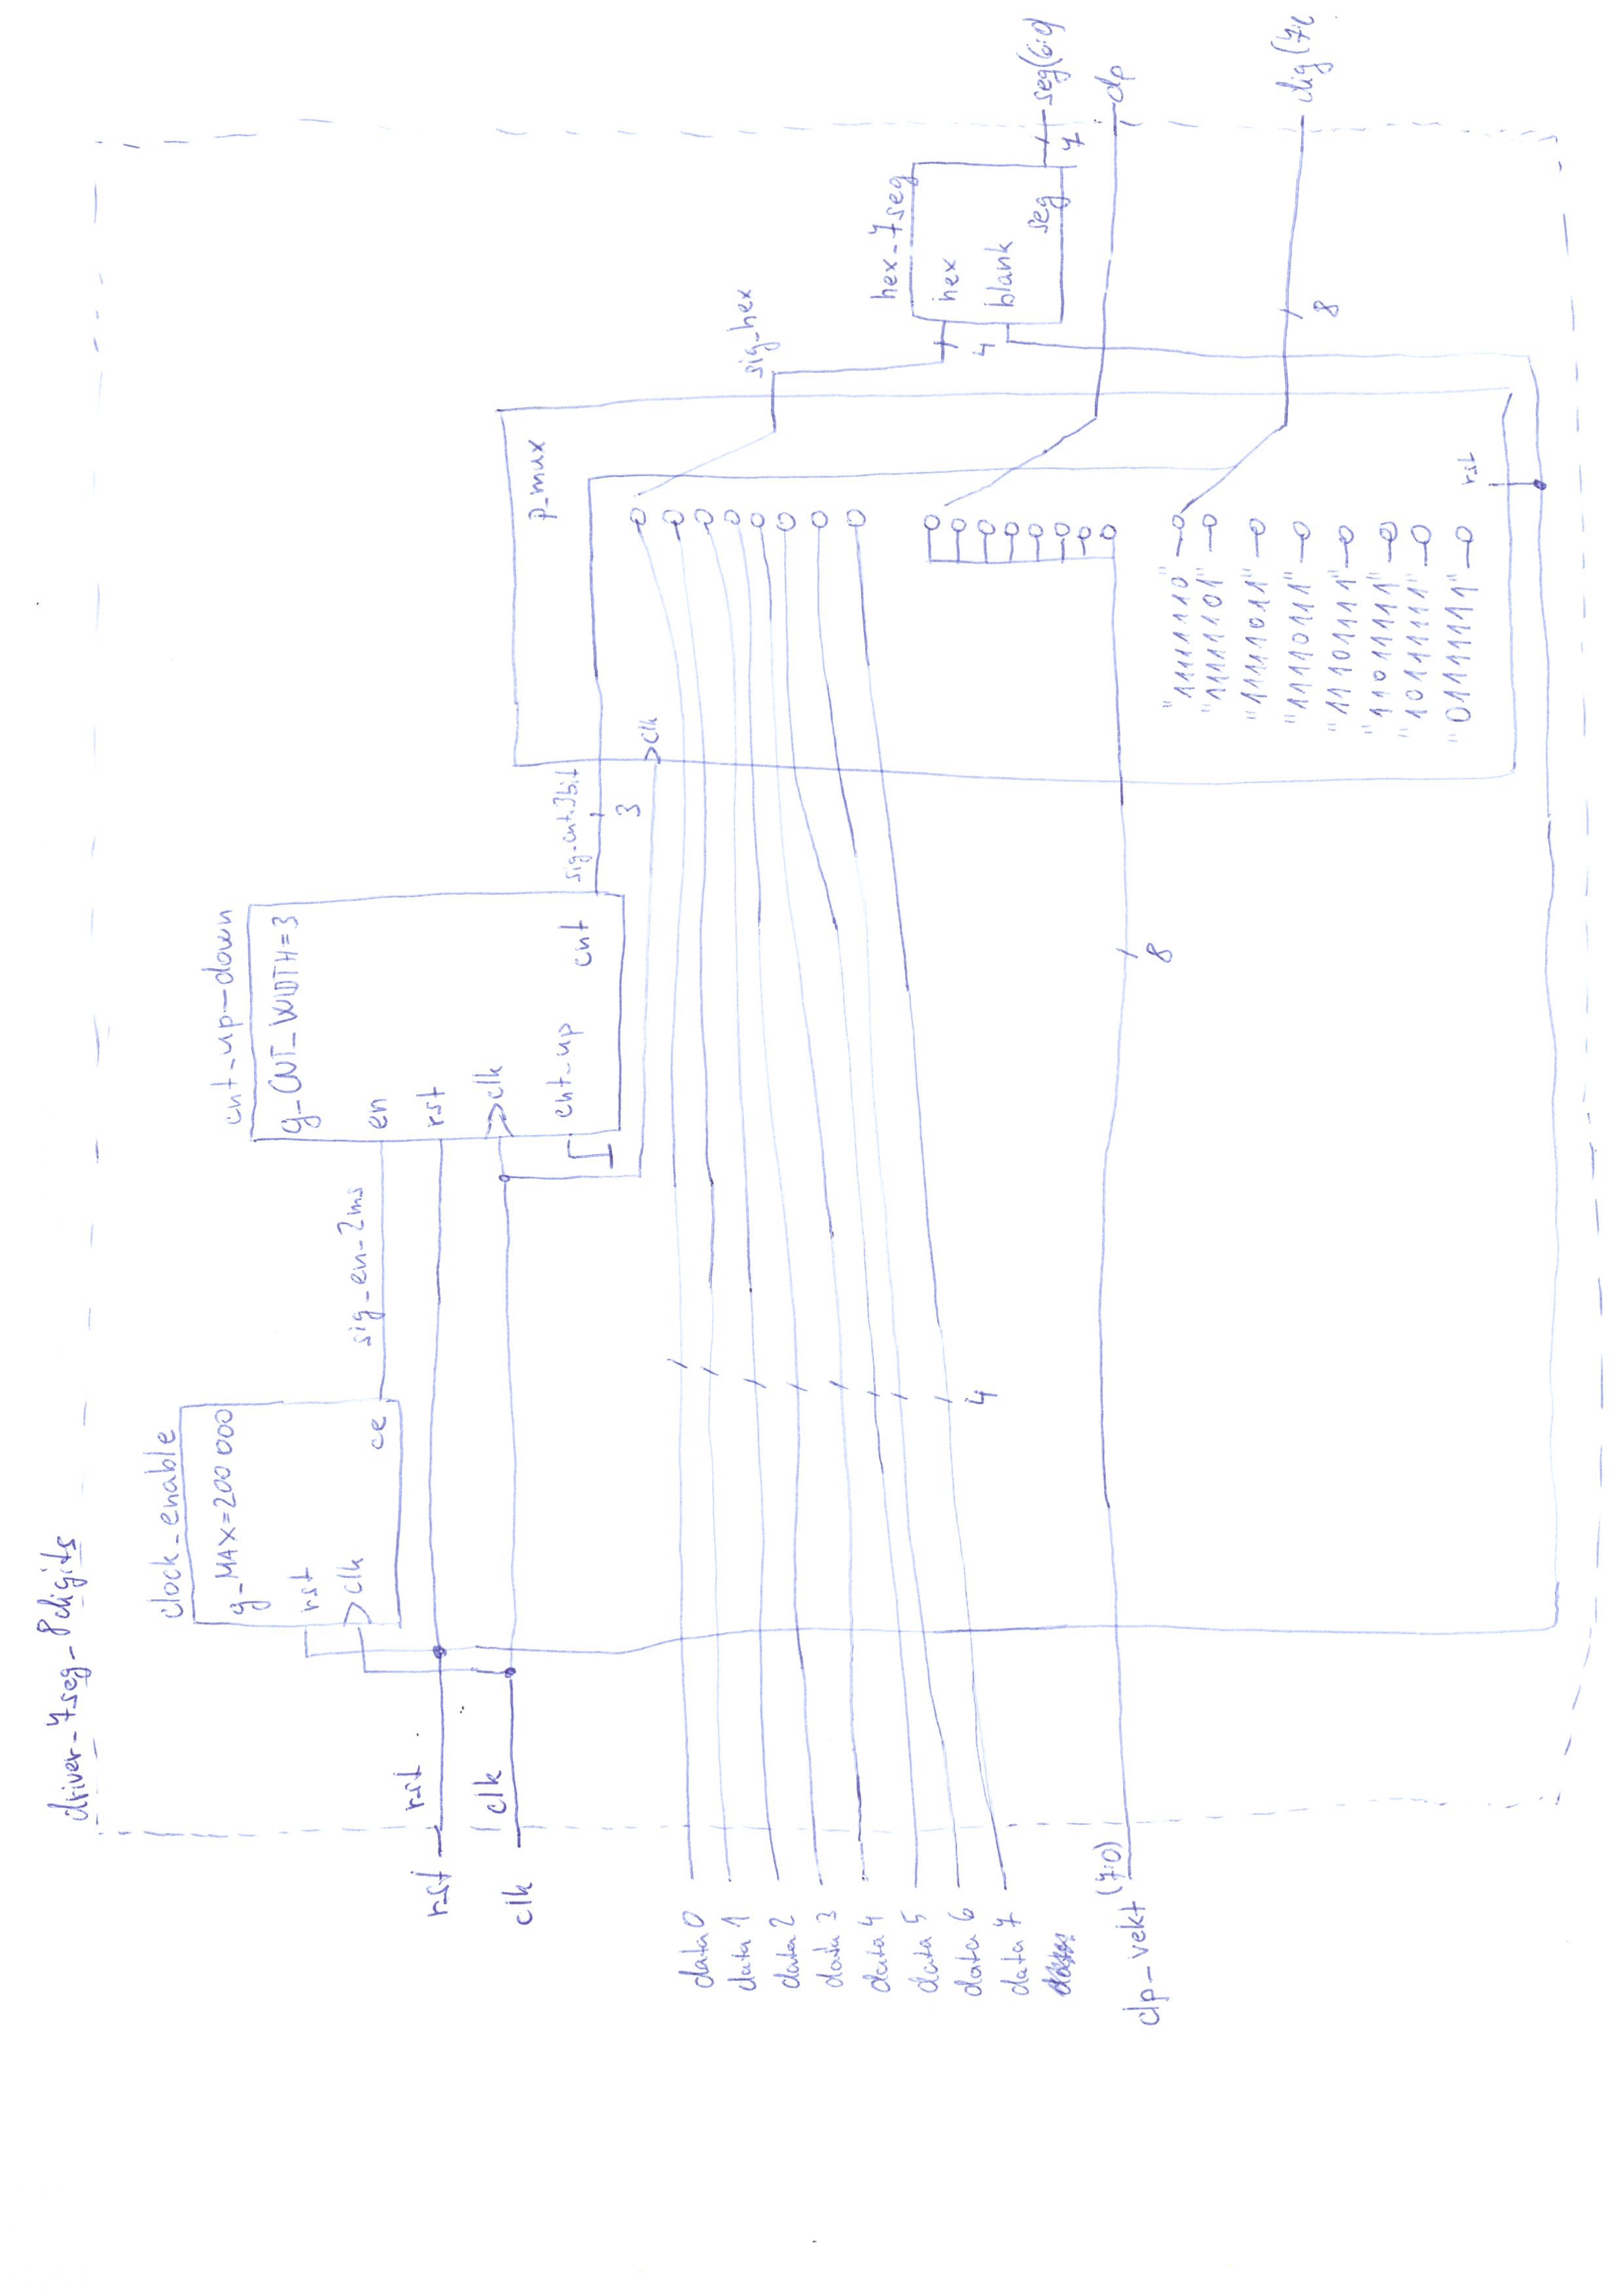 driver_7seg_8digits
clock_enable
g_MAX=200 000
rst
clk
ce
sig_en_2ms
cnt_up_down
g_CNT_WIDTH=3
en
rst
clk
cnt_up
cnt
sig_cnt_3bit
3
rst
rst
clk
clk
p_mux
clk
data 0
data 1
data 2
data 3
data 4
data 5
data 6
data 7
4
sig_hex
hex_7seg
hex
4
blank
seg
7
seg(6:0)
dp
dp_vekt (7:0)
8
"11111110"
"11111101"
"11111011"
"11110111"
"11101111"
"11011111"
"10111111"
"01111111"
rst
8
dig(7: